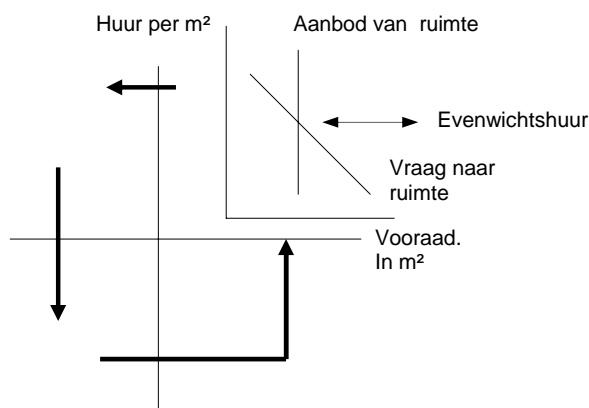 Huur per m²
Aanbod van ruimte
Evenwichtshuur
Vraag naar
ruimte
Vooraad.
In m²